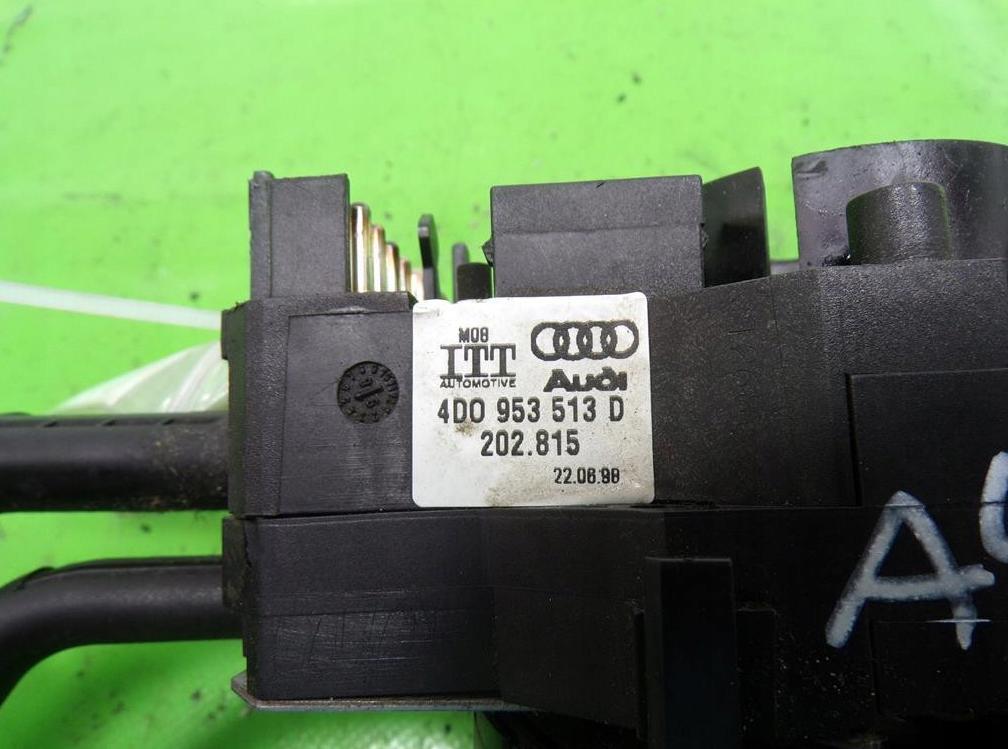 M08
ITT
AUTOMOTIVE
Audi
4D0 953 513 D
202.815
22.06.98